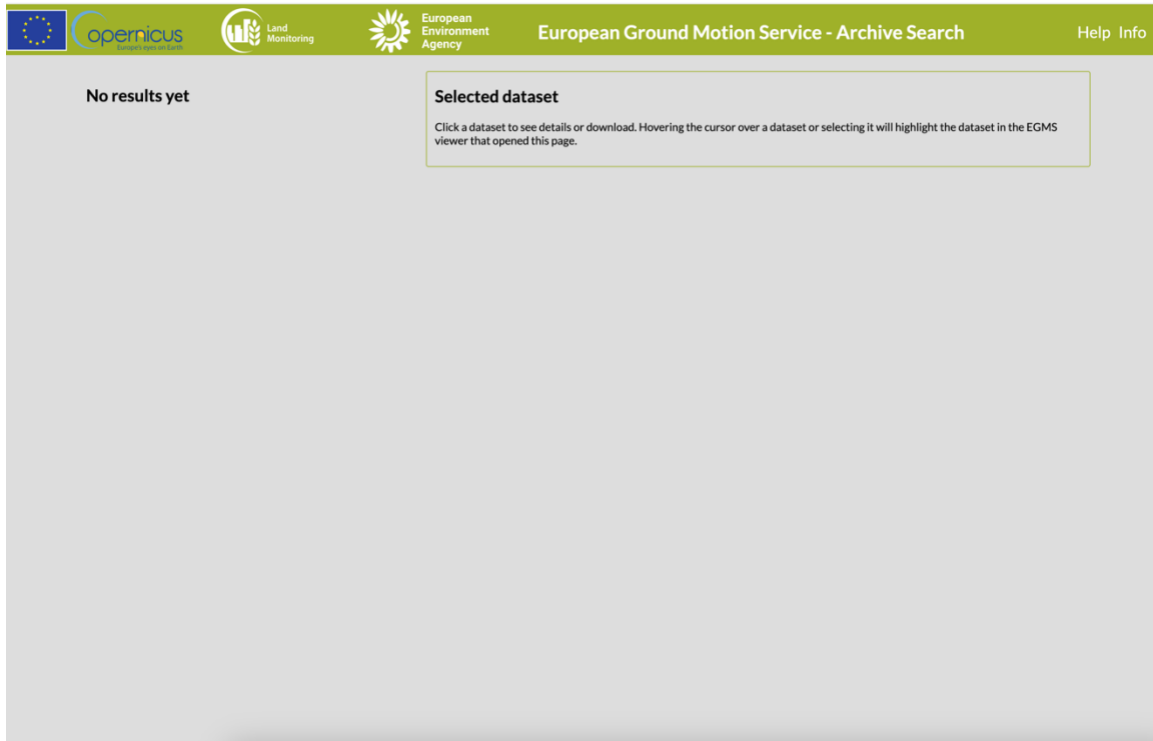 opernicus
Europe's eyes on Earth
Land
Monitoring
European
Environment
Agency
European Ground Motion Service - Archive Search
Help Info
No results yet
Selected dataset
Click a dataset to see details or download. Hovering the cursor over a dataset or selecting it will highlight the dataset in the EGMS
viewer that opened this page.